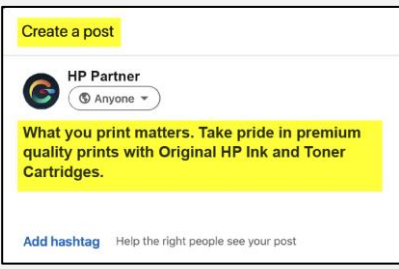 Create a post
HP Partner
Anyone
What you print matters. Take pride in premium
quality prints with Original HP Ink and Toner
Cartridges.
Add hashtag Help the right people see your post